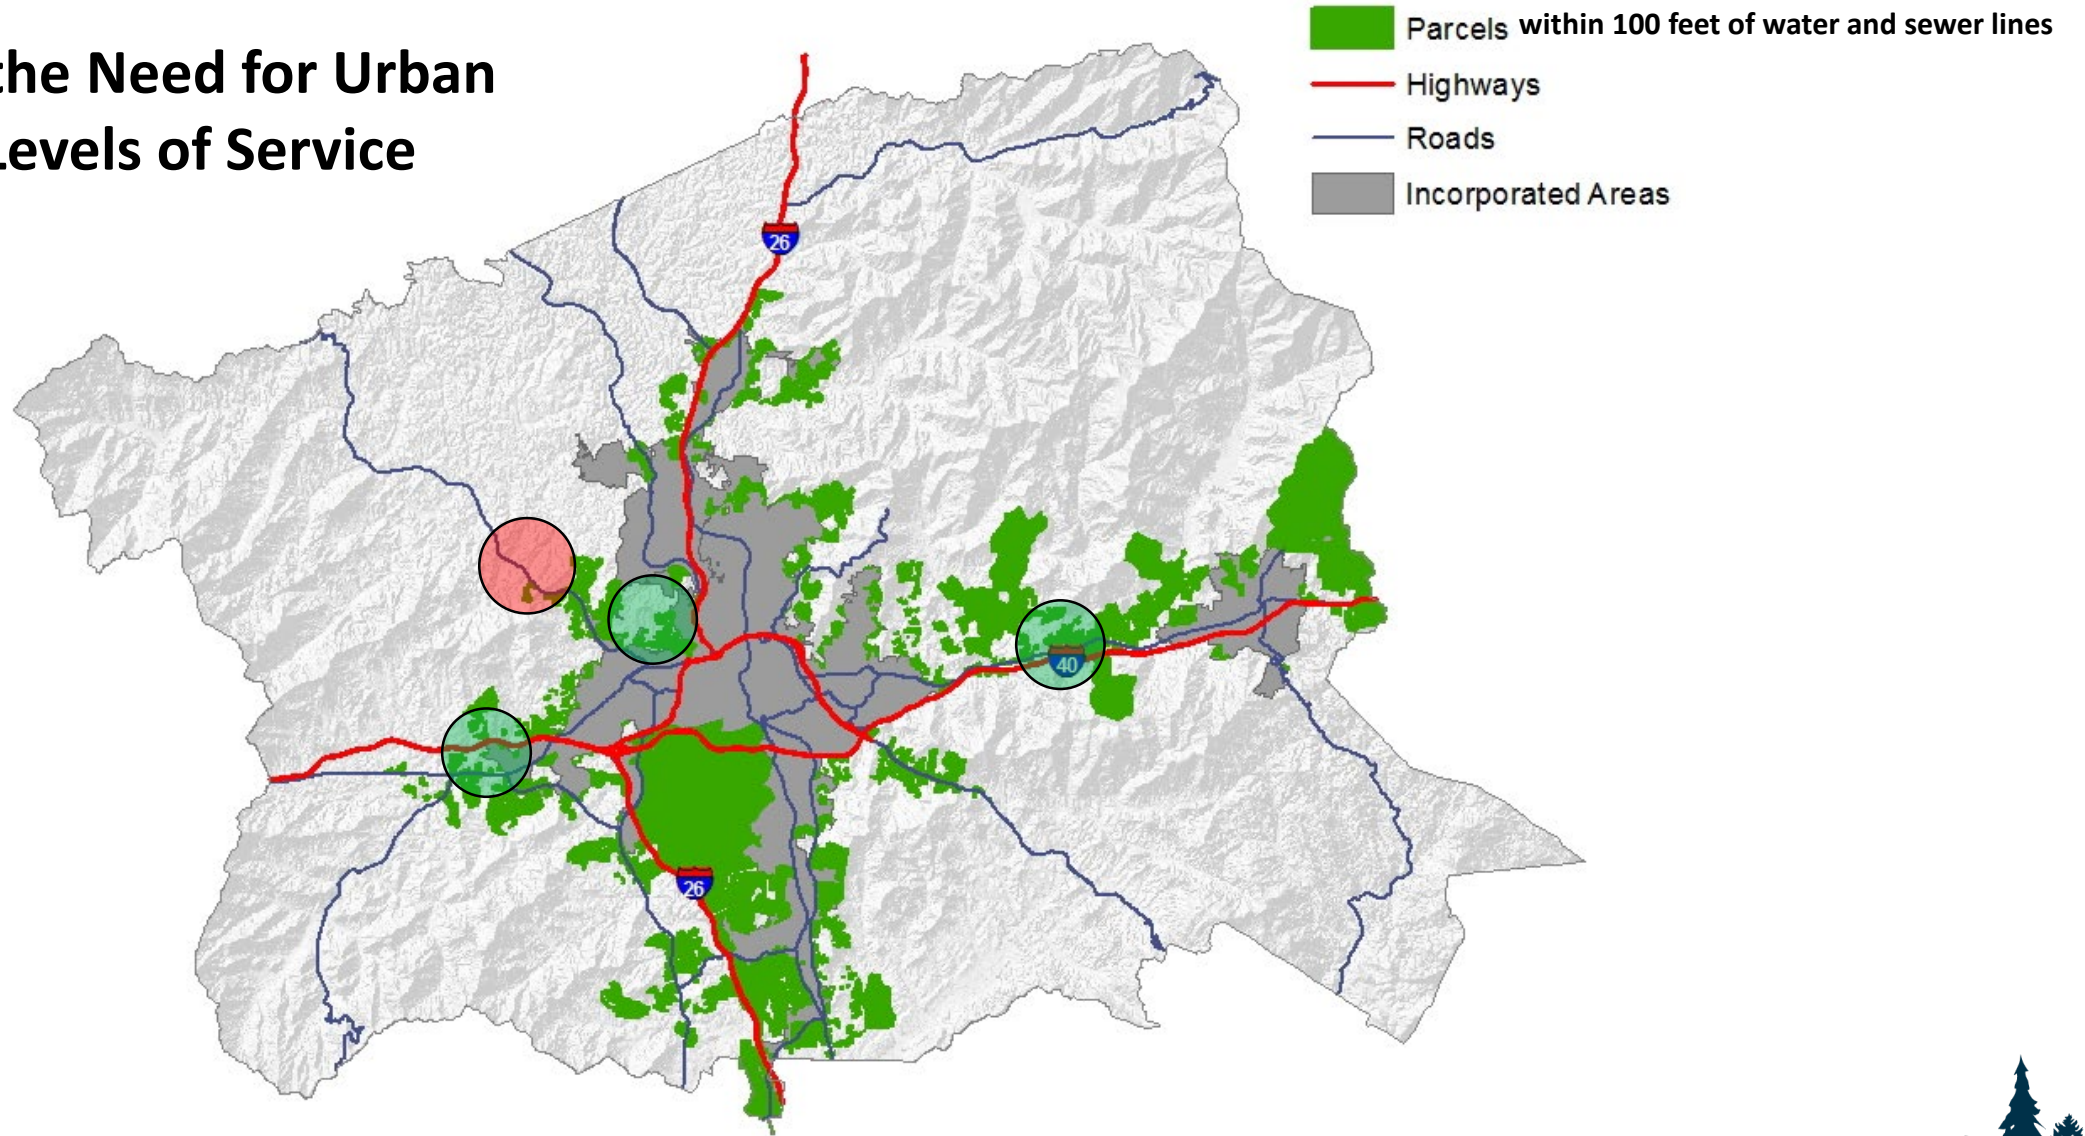 the Need for Urban
Levels of Service
Parcels within 100 feet of water and sewer lines
Highways
Roads
Incorporated Areas
26
40
26